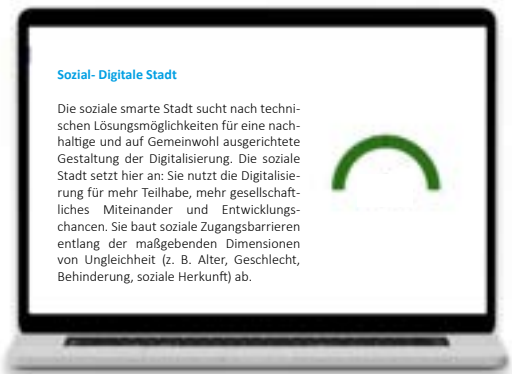 Sozial- Digitale Stadt
Die soziale smarte Stadt sucht nach techni-
schen Lösungsmöglichkeiten für eine nach-
haltige und auf Gemeinwohl ausgerichtete
Gestaltung der Digitalisierung. Die soziale
Stadt setzt hier an: Sie nutzt die Digitalisie-
rung für mehr Teilhabe, mehr gesellschaft-
liches Miteinander und Entwicklungs-
chancen. Sie baut soziale Zugangsbarrieren
entlang der maßgebenden Dimensionen
von Ungleichheit (z. B. Alter, Geschlecht,
Behinderung, soziale Herkunft) ab.